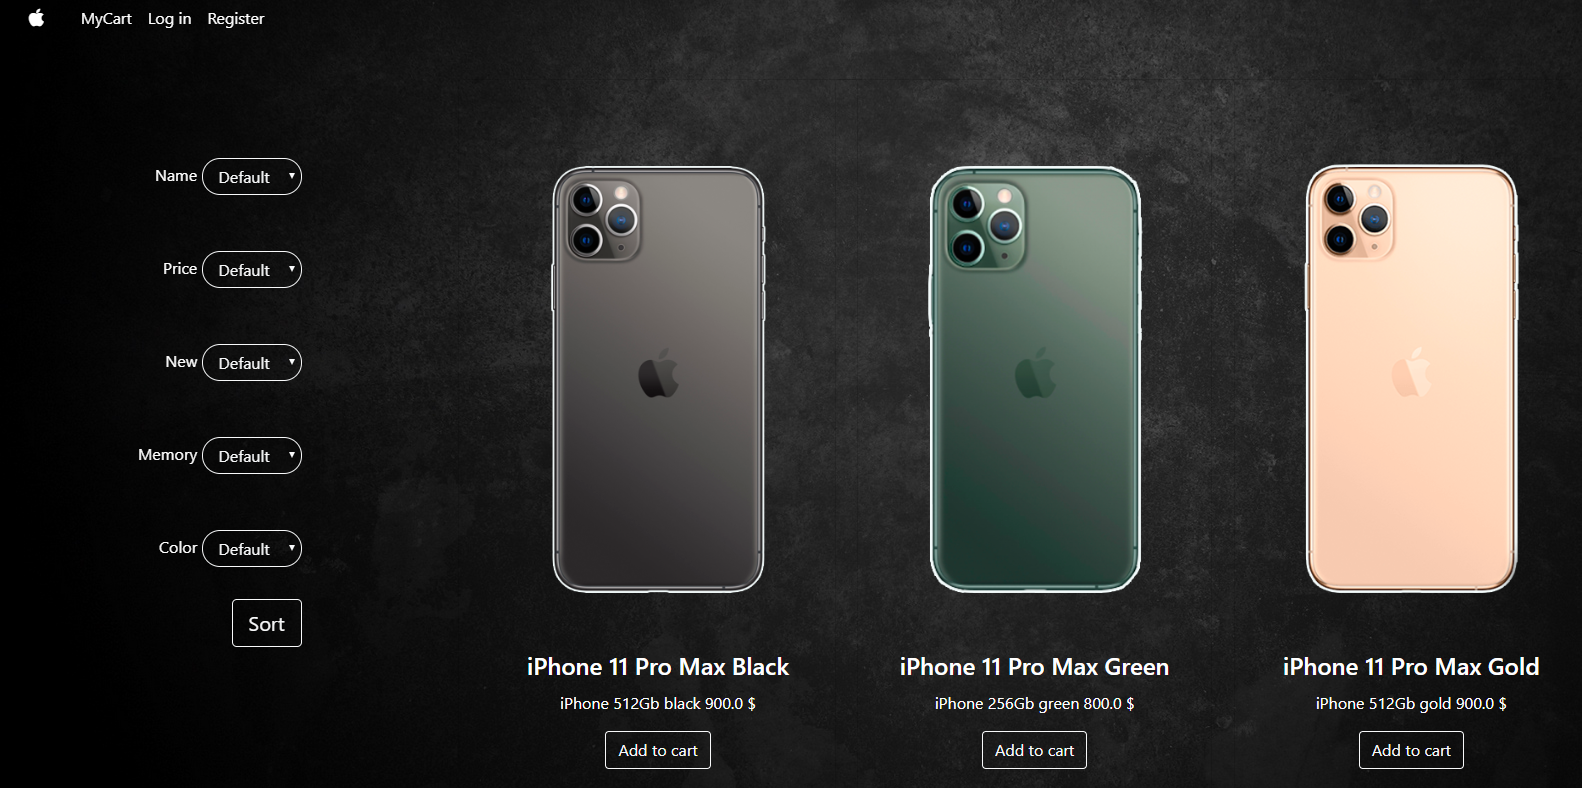 MyCart Log in Register
Name Default
Price Default
New Default
Memory Default
Color Default
Sort
iPhone 11 Pro Max Black
iPhone 512Gb black 900.0 $
Add to cart
iPhone 11 Pro Max Green
iPhone 256Gb green 800.0 $
Add to cart
iPhone 11 Pro Max Gold
iPhone 512Gb gold 900.0 $
Add to cart